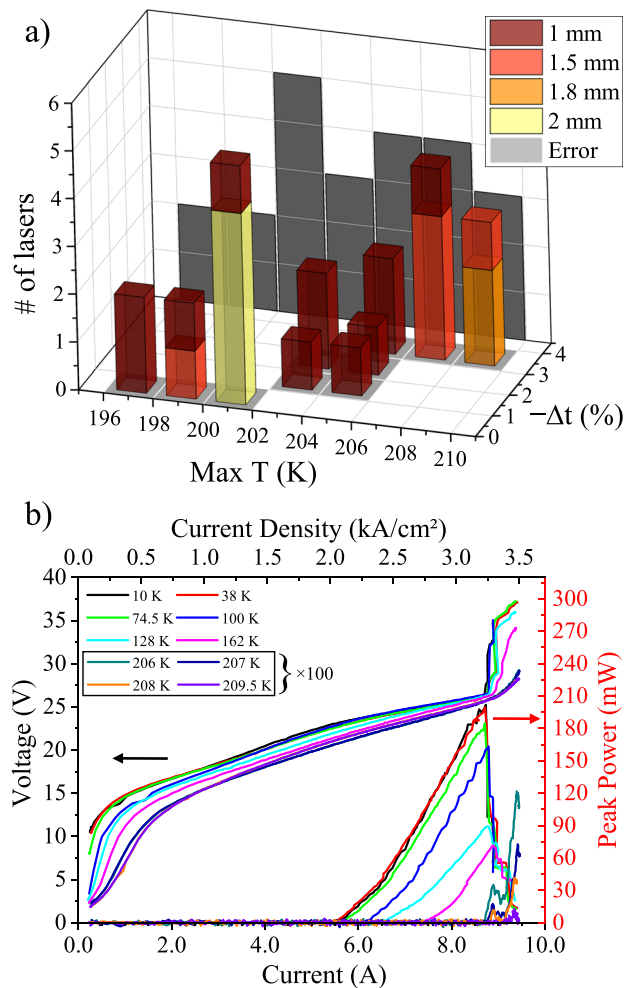 a)
1 mm
1.5 mm
1.8 mm
2 mm
Error
# of lasers
6
5
4
3
2
1
0
196 198 200 202 204 206 208 210
Max T (K)
0 1 2 3 4
−Δt (%)
b)
Current Density (kA/cm²)
0.0 0.5 1.0 1.5 2.0 2.5 3.0 3.5
Voltage (V)
40
35
30
25
20
15
10
5
0
10 K 38 K
74.5 K 100 K
128 K 162 K
206 K 207 K
208 K 209.5 K
×100
300
270
240
210
180
150
120
90
60
30
0
Peak Power (mW)
0.0 2.0 4.0 6.0 8.0 10.0
Current (A)